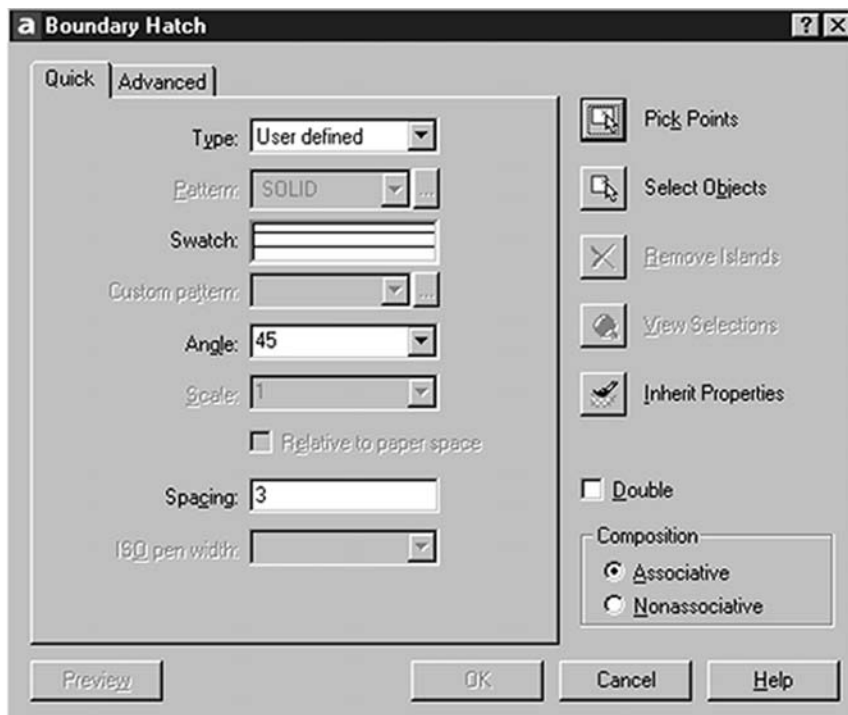 a Boundary Hatch
Quick
Advanced
Type: User defined
Pattern: SOLID ...
Swatch:
Custom pattern: ...
Angle: 45
Scale: 1
Relative to paper space
Spacing: 3
ISO pen width:
Pick Points
Select Objects
Remove Islands
View Selections
Inherit Properties
Double
Composition
Associative
Nonassociative
Preview
OK
Cancel
Help